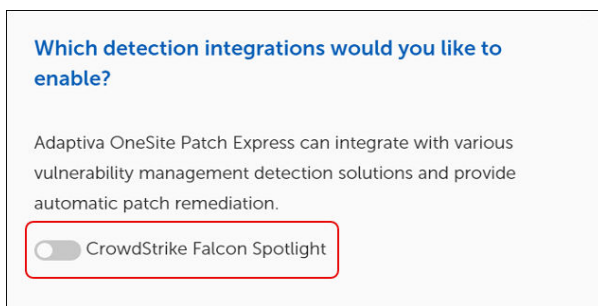 Which detection integrations would you like to
enable?
Adaptiva OneSite Patch Express can integrate with various
vulnerability management detection solutions and provide
automatic patch remediation.
CrowdStrike Falcon Spotlight